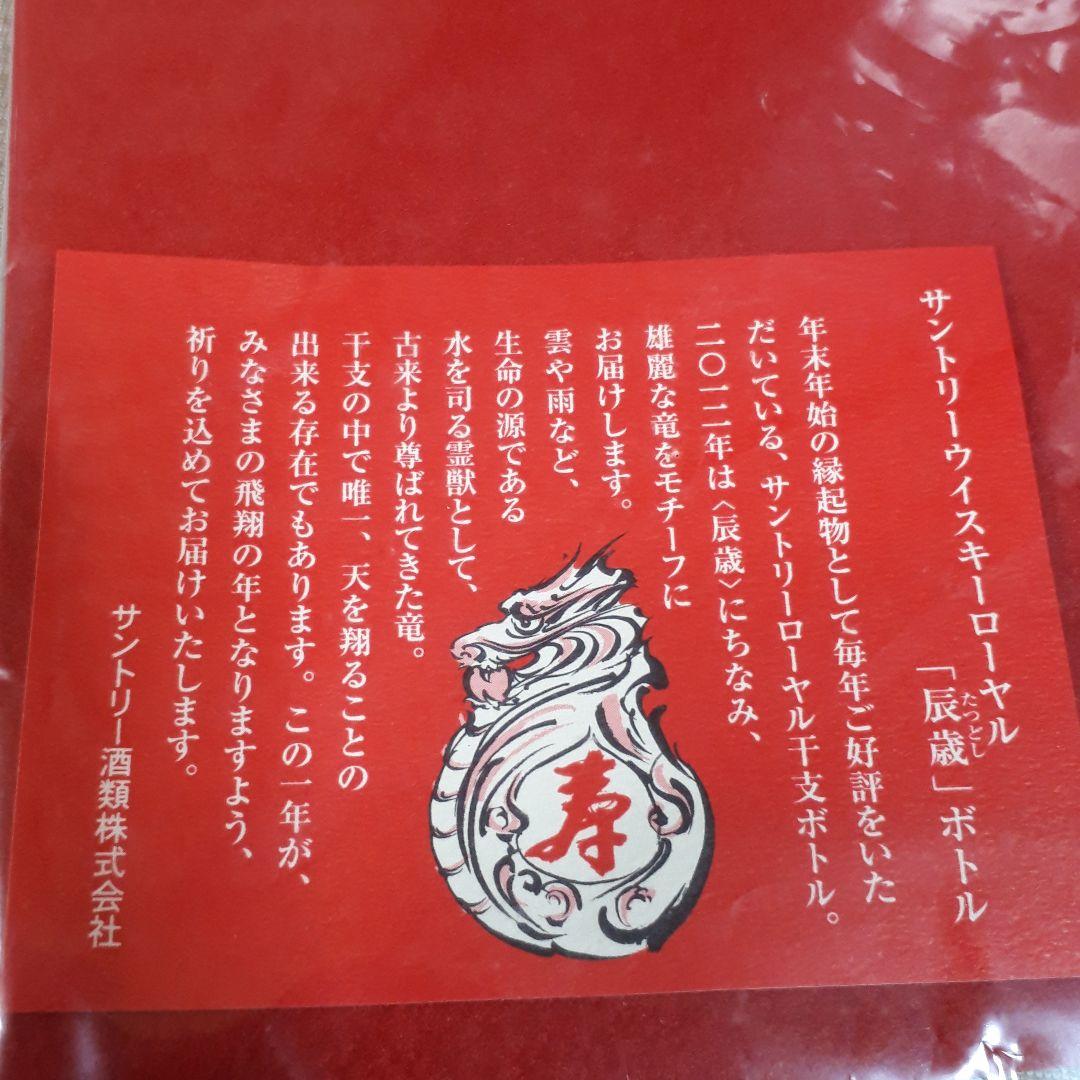 サントリーウイスキーローヤル
「辰歳」ボトル
たつどし
年末年始の縁起物として毎年ご好評をいた
だいている、サントリーローヤル干支ボトル。
二〇一二年は〈辰歳〉にちなみ、
雄麗な竜をモチーフに
お届けします。
雲や雨など、
生命の源である
水を司る霊獣として、
古来より尊ばれてきた竜。
干支の中で唯一、天を翔ることの
出来る存在でもあります。この一年が、
みなさまの飛翔の年となりますよう、
祈りを込めてお届けいたします。
サントリー酒類株式会社
寿